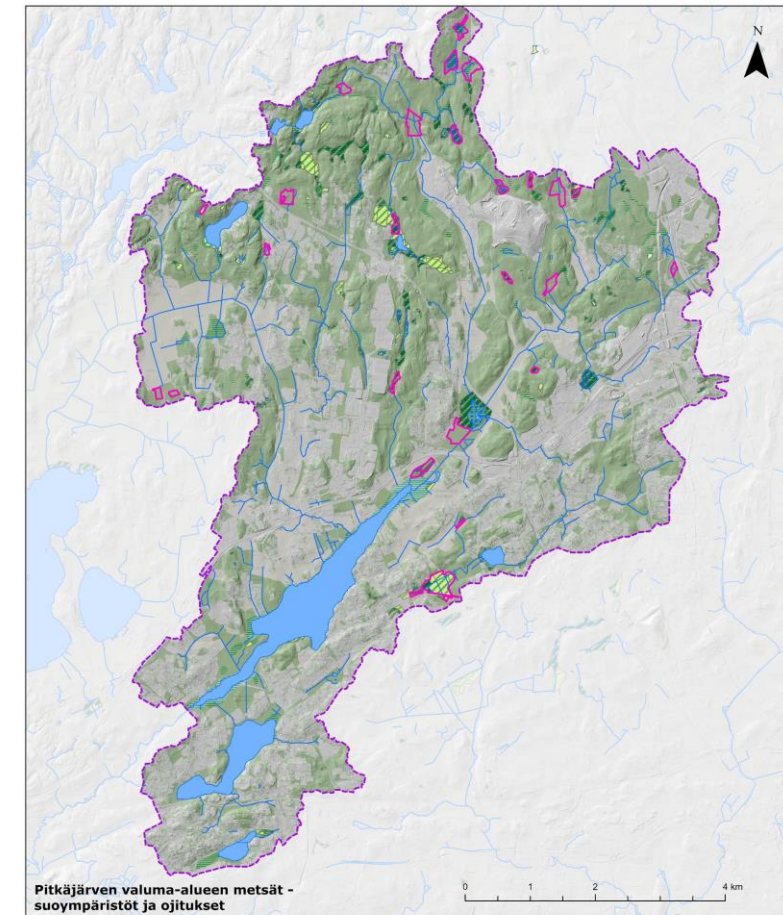 N
Pitkäjärven valuma-alueen metsät -
suoympäristöt ja ojitukset
0 1 2 4 km